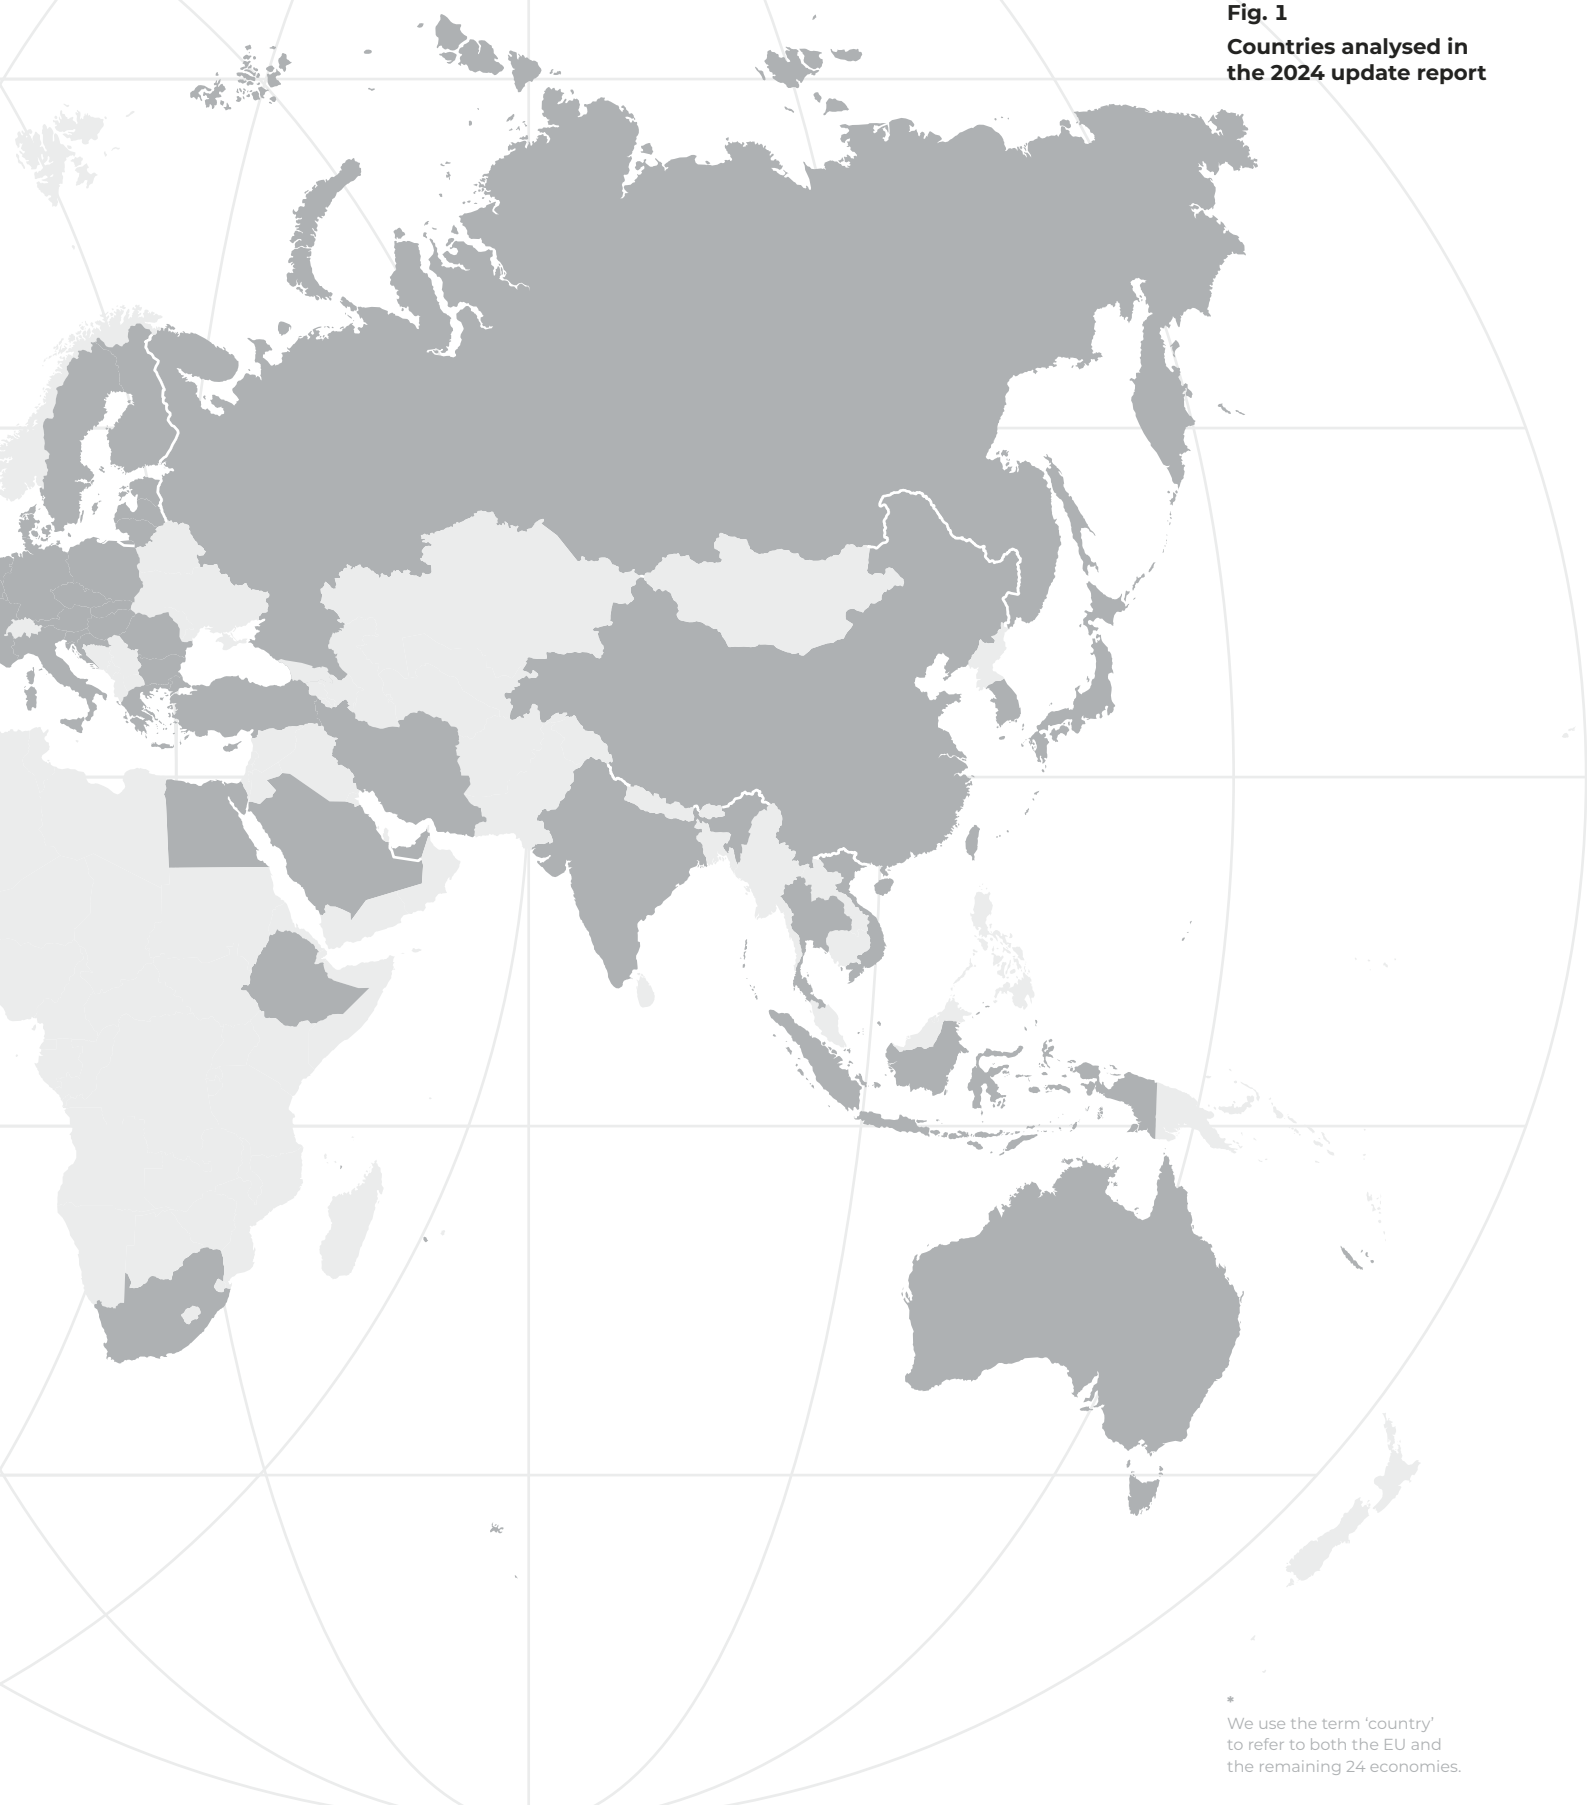 Fig. 1
Countries analysed in
the 2024 update report
*
We use the term ‘country’
to refer to both the EU and
the remaining 24 economies.